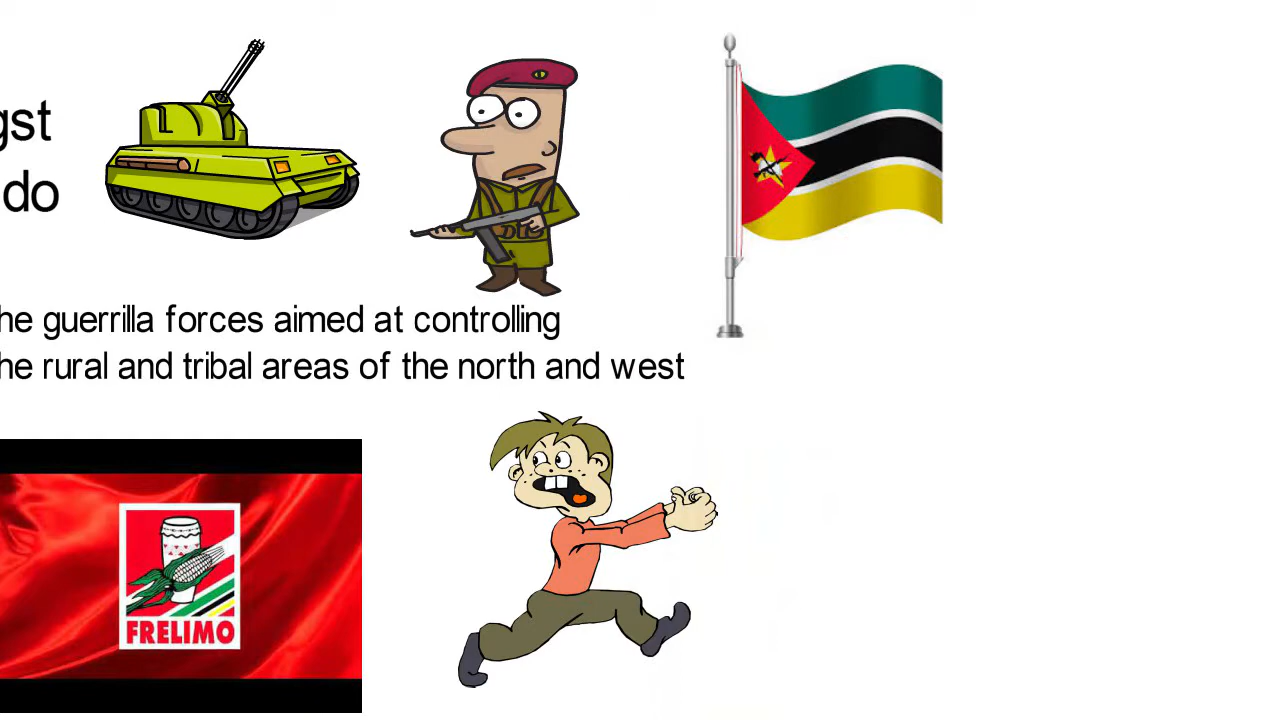 gst
do
he guerrilla forces aimed at controlling
he rural and tribal areas of the north and west
FRELIMO